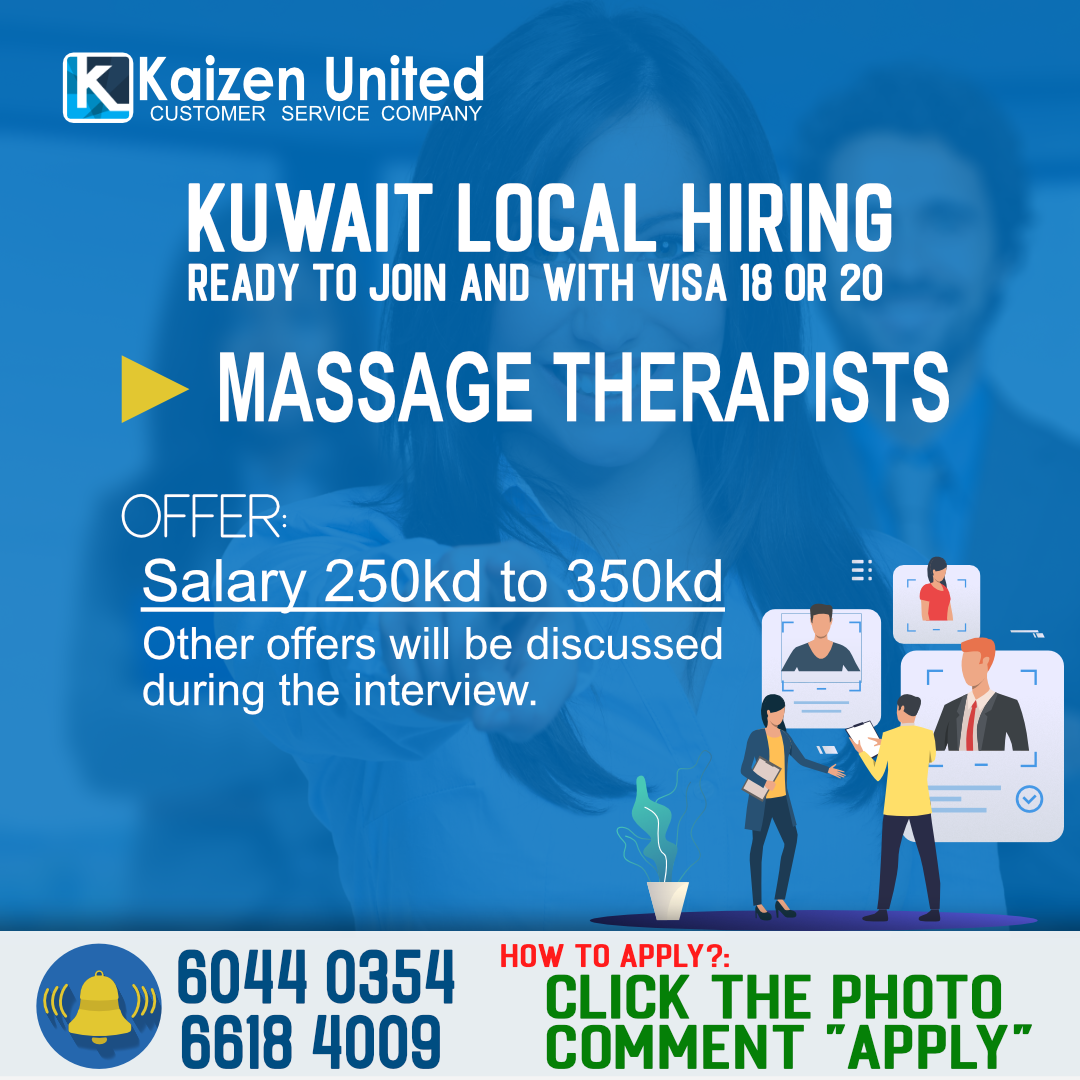 K Kaizen United
CUSTOMER SERVICE COMPANY
KUWAIT LOCAL HIRING
READY TO JOIN AND WITH VISA 18 OR 20
MASSAGE THERAPISTS
OFFER:
Salary 250kd to 350kd
Other offers will be discussed
during the interview.
6044 0354
6618 4009
HOW TO APPLY?:
CLICK THE PHOTO
COMMENT "APPLY"